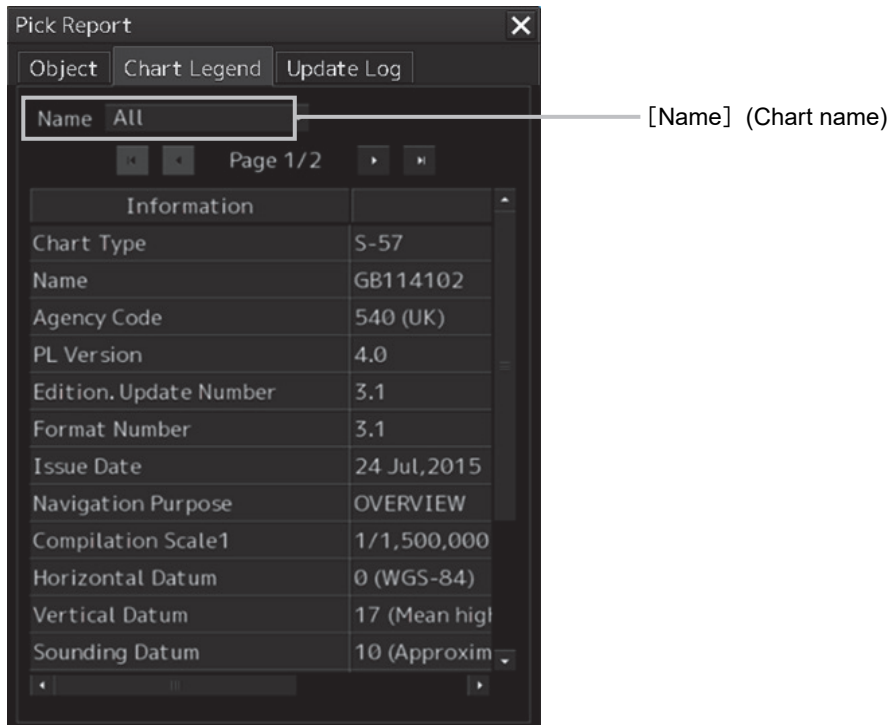 Pick Report
Object Chart Legend Update Log
Name All
[Name] (Chart name)
Page 1/2
Information
Chart Type S-57
Name GB114102
Agency Code 540 (UK)
PL Version 4.0
Edition. Update Number 3.1
Format Number 3.1
Issue Date 24 Jul,2015
Navigation Purpose OVERVIEW
Compilation Scale1 1/1,500,000
Horizontal Datum 0 (WGS-84)
Vertical Datum 17 (Mean high
Sounding Datum 10 (Approxim